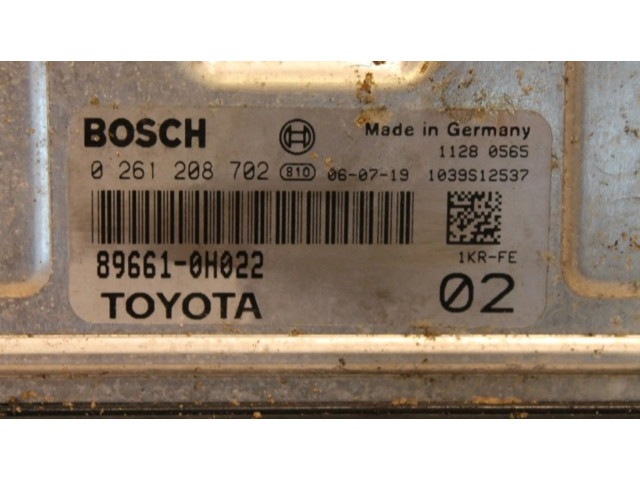 BOSCH Made in Germany
1128 0565
0 261 208 702 810 06-07-19 1039S12537
89661-0H022 1KR-FE
TOYOTA 02